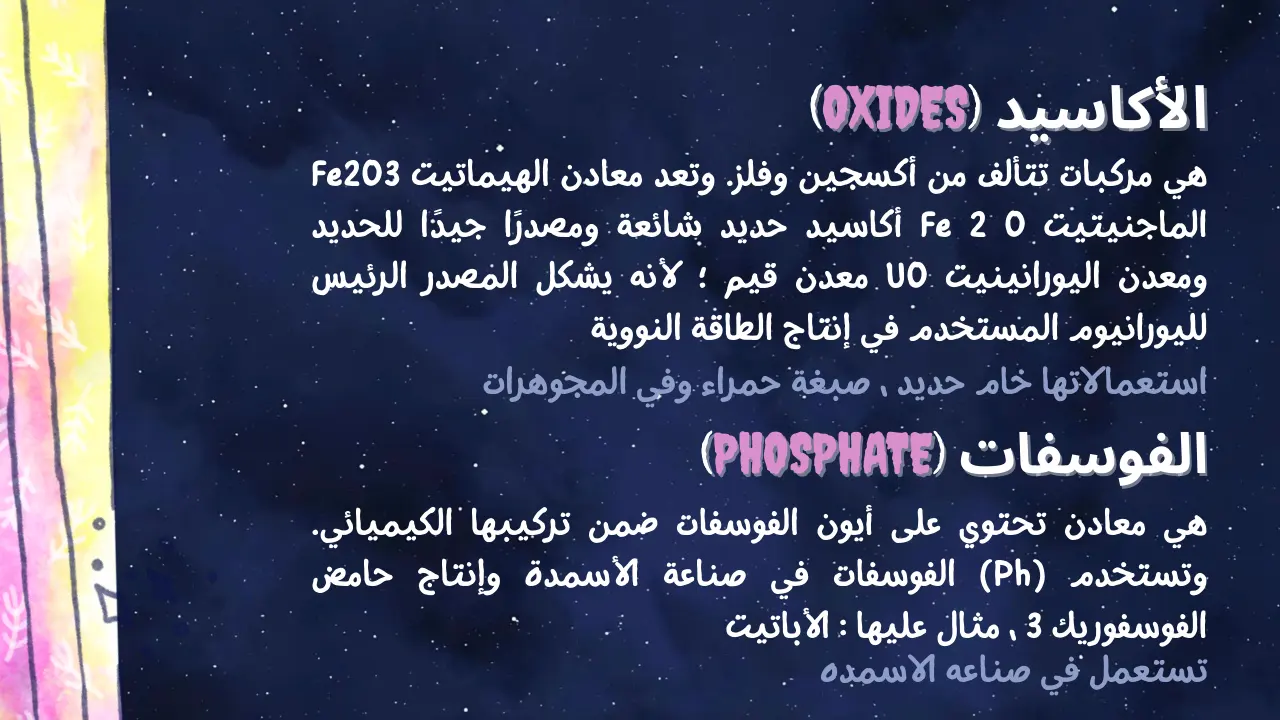 الأكاسيد (OXIDES)
هي مركبات تتألف من أكسجين وفلز. وتعد معادن الهيماتيت Fe2O3
الماجنيتيت Fe 2 O أكاسيد حديد شائعة ومصدرًا جيدًا للحديد
ومعدن اليورانينيت UO معدن قيم ؛ لأنه يشكل المصدر الرئيس
لليورانيوم المستخدم في إنتاج الطاقة النووية
استعمالاتها خام حديد , صبغة حمراء وفي المجوهرات
الفوسفات (PHOSPHATE)
هي معادن تحتوي على أيون الفوسفات ضمن تركيبها الكيميائي.
وتستخدم (Ph) الفوسفات في صناعة الأسمدة وإنتاج حامض
الفوسفوريك 3 , مثال عليها : الأباتيت
تستعمل في صناعه الاسمده